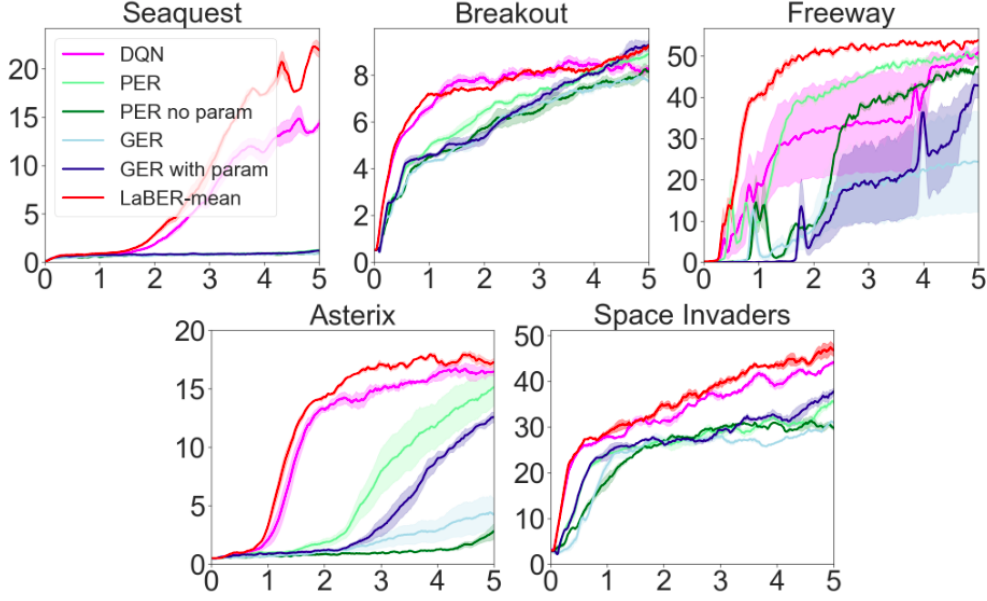 Seaquest
20
15
10
5
0
0 1 2 3 4 5
DQN
PER
PER no param
GER
GER with param
LaBER-mean
Breakout
8
6
4
2
0
0 1 2 3 4 5
Freeway
50
40
30
20
10
0
0 1 2 3 4 5
Asterix
20
15
10
5
0
0 1 2 3 4 5
Space Invaders
50
40
30
20
10
0
0 1 2 3 4 5